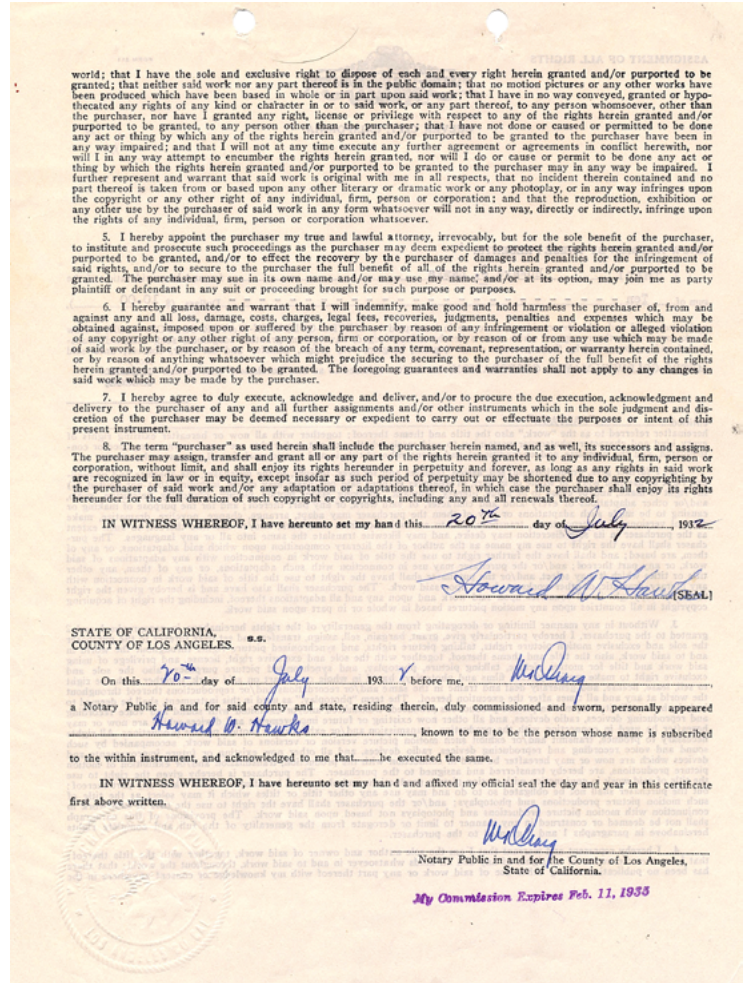 world; that I have the sole and exclusive right to dispose of each and every right herein granted and/or purported to be
granted; that neither said work nor any part thereof is in the public domain; that no motion pictures or any other works have
been produced which have been based in whole or in part upon said work; that I have in no way conveyed, granted or hypo-
thecated any rights of any kind or character in or to said work, or any part thereof, to any person whomsoever, other than
the purchaser, nor have I granted any right, license or privilege with respect to any of the rights herein granted and/or
purported to be granted, to any person other than the purchaser; that I have not done or caused or permitted to be done
any act or thing by which any of the rights herein granted and/or purported to be granted to the purchaser have been in
any way impaired; and that I will not at any time execute any further agreement or agreements in conflict herewith, nor
will I in any way attempt to encumber the rights herein granted, nor will I do or cause or permit to be done any act or
thing by which the rights herein granted and/or purported to be granted to the purchaser may in any way be impaired. I
further represent and warrant that said work is original with me in all respects, that no incident therein contained and no
part thereof is taken from or based upon any other literary or dramatic work or any photoplay, or in any way infringes upon
the copyright or any other right of any individual, firm, person or corporation; and that the reproduction, exhibition or
any other use by the purchaser of said work in any form whatsoever will not in any way, directly or indirectly, infringe upon
the rights of any individual, firm, person or corporation whatsoever.
5. I hereby appoint the purchaser my true and lawful attorney, irrevocably, but for the sole benefit of the purchaser,
to institute and prosecute such proceedings as the purchaser may deem expedient to protect the rights herein granted and/or
purported to be granted, and/or to effect the recovery by the purchaser of damages and penalties for the infringement of
said rights, and/or to secure to the purchaser the full benefit of all of the rights herein granted and purported to be
granted. The purchaser may sue in its own name and/or may use my name, and/or at its option, may join me as party
plaintiff or defendant in any suit or proceeding brought for such purpose or purposes.
6. I hereby guarantee and warrant that I will indemnify, make good and hold harmless the purchaser of, from and
against any and all loss, damage, costs, charges, legal fees, recoveries, judgments, penalties and expenses which may be
obtained against, imposed upon or suffered by the purchaser by reason of any infringement or violation or alleged violation
of any copyright or any other right of any person, firm or corporation, or by reason of or from any use which may be made
of said work by the purchaser, or by reason of the breach of any term, covenant, representation, or warranty herein contained,
or by reason of anything whatsoever which might prejudice the securing to the purchaser of the full benefit of the rights
herein granted and/or purported to be granted. The foregoing guarantees and warranties shall not apply to any changes in
said work which may be made by the purchaser.
7. I hereby agree to duly execute, acknowledge and deliver, and/or to procure the due execution, acknowledgment and
delivery to the purchaser of any and all further assignments and/or other instruments which in the sole judgment and dis-
cretion of the purchaser may be deemed necessary or expedient to carry out or effectuate the purposes or intent of this
present instrument.
8. The term "purchaser" as used herein shall include the purchaser herein named, and as well, its successors and assigns.
The purchaser may assign, transfer and grant all or any part of the rights herein granted it to any individual, firm, person or
corporation, without limit, and shall enjoy its rights hereunder in perpetuity and forever, as long as any rights in said work
are recognized in law or in equity, except insofar as such period of perpetuity may be shortened due to any copyrighting by
the purchaser of said work and/or any adaptation or adaptations thereof, in which case the purchaser shall enjoy its rights
hereunder for the full duration of such copyright or copyrights, including any and all renewals thereof.
IN WITNESS WHEREOF, I have hereunto set my hand this 20th day of July, 1932
Howard W. Hawks [SEAL]
STATE OF CALIFORNIA,
COUNTY OF LOS ANGELES. s.s.
On this 20th day of July 1932 before me,
a Notary Public in and for said county and state, residing therein, duly commissioned and sworn, personally appeared
Howard W. Hawks, known to me to be the person whose name is subscribed
to the within instrument, and acknowledged to me that he executed the same.
IN WITNESS WHEREOF, I have hereunto set my hand and affixed my official seal the day and year in this certificate
first above written.
Notary Public in and for the County of Los Angeles,
State of California.
My Commission Expires Feb. 11, 1935